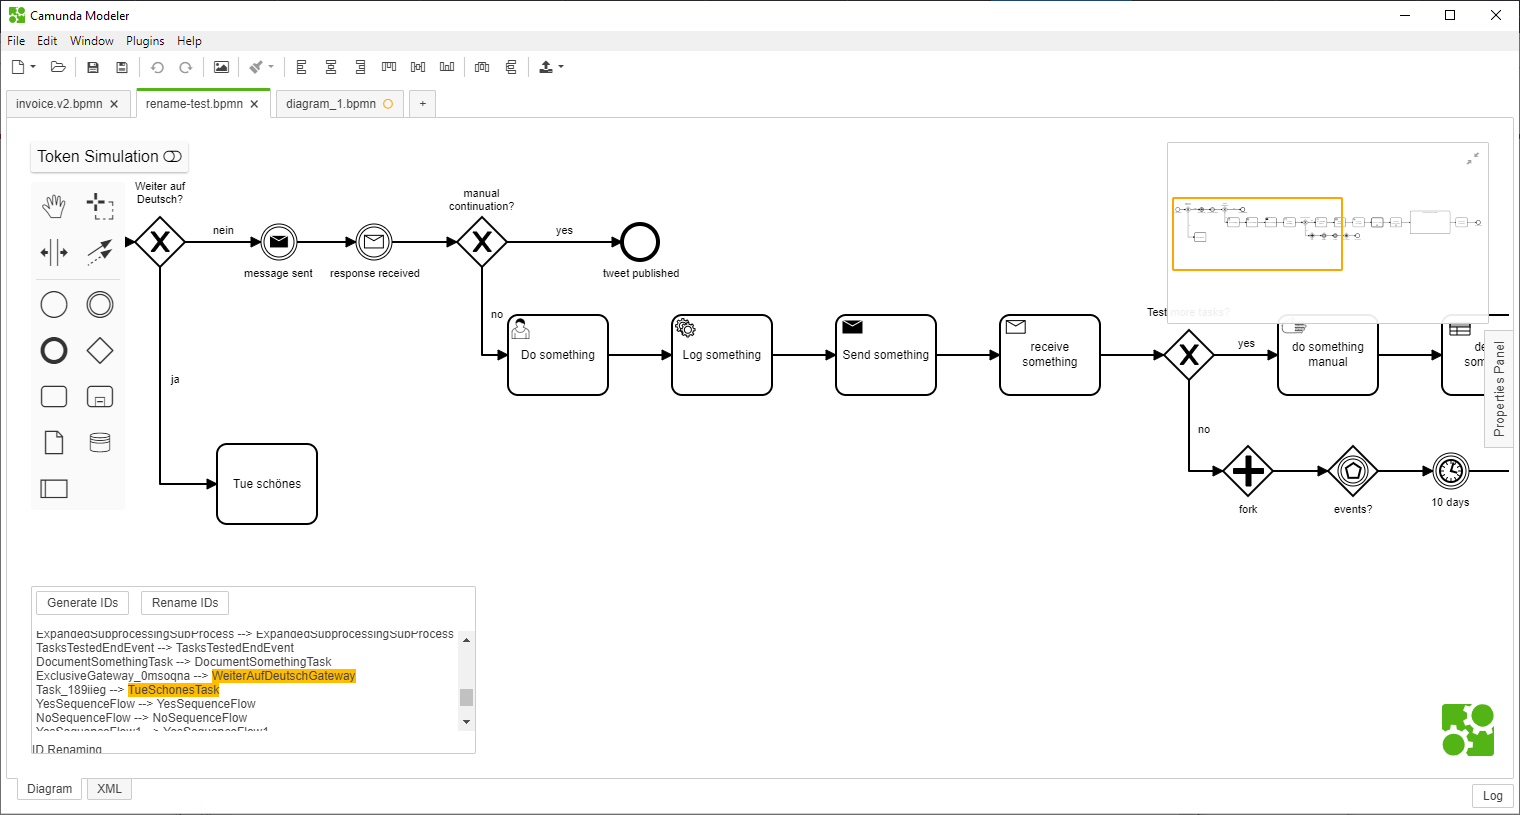 Camunda Modeler
File Edit Window Plugins Help
invoice.v2.bpmn
rename-test.bpmn
diagram_1.bpmn
+
Token Simulation
Weiter auf
Deutsch?
nein
message sent
response received
manual
continuation?
yes
tweet published
no
Do something
Log something
Send something
receive
something
Test more tasks?
yes
do something
manual
de
som
Properties Panel
ja
Tue schönes
no
fork
events?
10 days
Generate IDs
Rename IDs
ExpandedSubprocessingSubProcess --> ExpandedSubprocessingSubProcess
TasksTestedEndEvent --> TasksTestedEndEvent
DocumentSomethingTask --> DocumentSomethingTask
ExclusiveGateway_0msoqna --> WeiterAufDeutschGateway
Task_189iieg --> TueSchonesTask
YesSequenceFlow --> YesSequenceFlow
NoSequenceFlow --> NoSequenceFlow
YesSequenceFlow1 --> YesSequenceFlow1
ID Renaming
Diagram
XML
Log